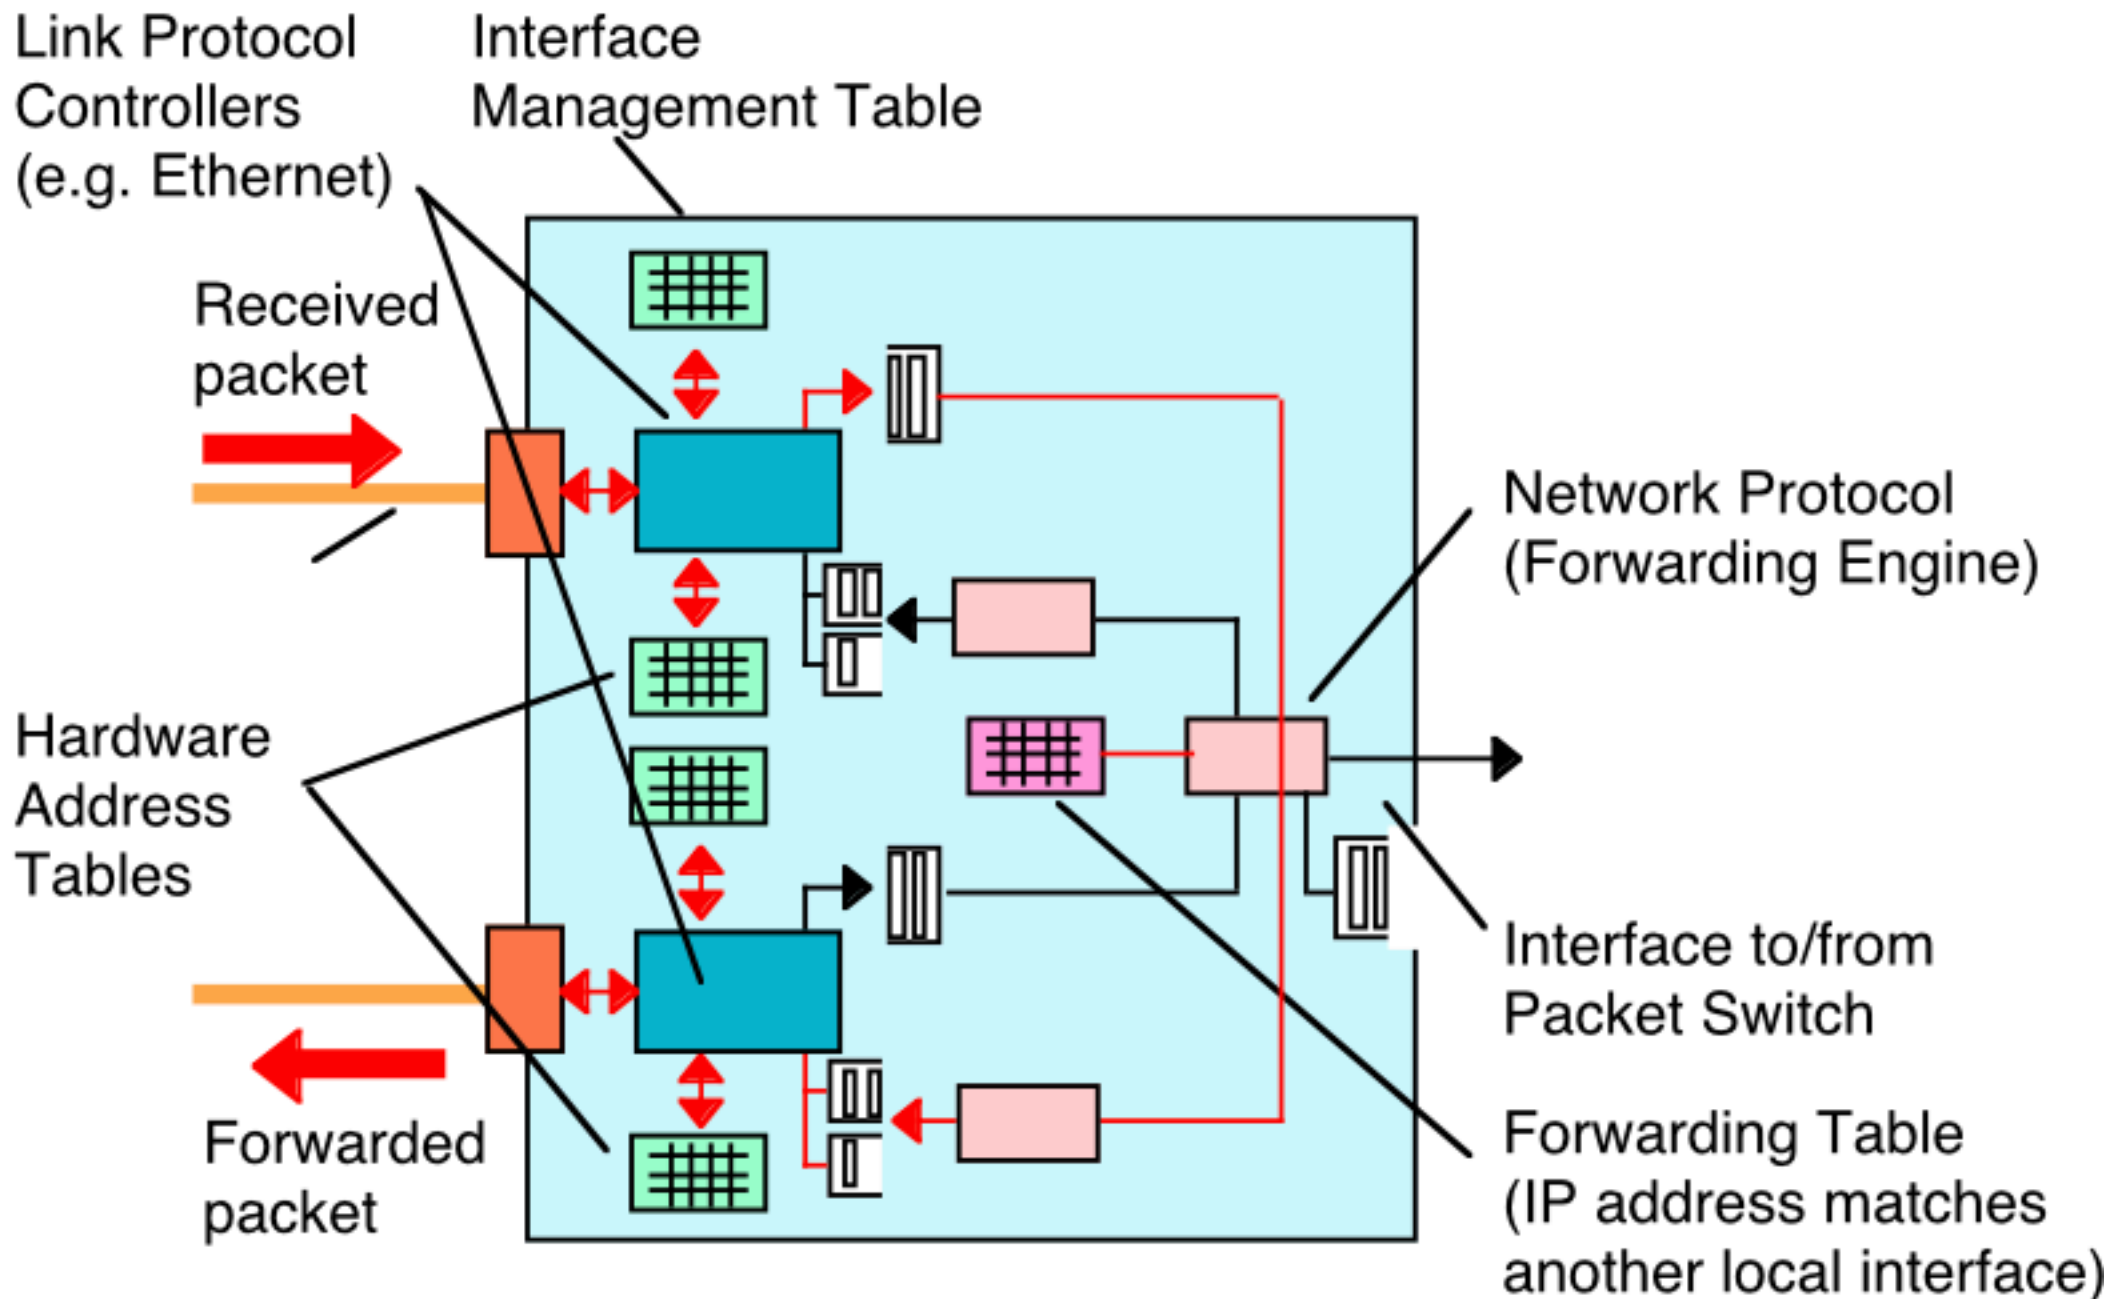 Link Protocol
Controllers
(e.g. Ethernet)
Interface
Management Table
Received
packet
Network Protocol
(Forwarding Engine)
Hardware
Address
Tables
Interface to/from
Packet Switch
Forwarded
packet
Forwarding Table
(IP address matches
another local interface)